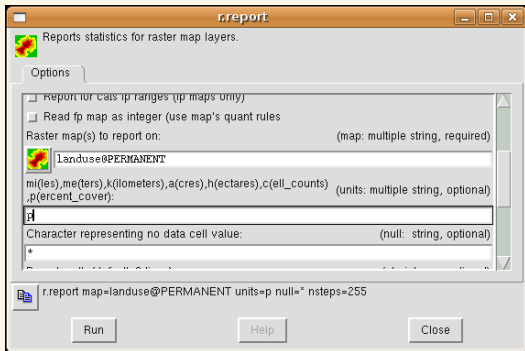 r.report
Reports statistics for raster map layers.
Options
Report for cats fp ranges (fp maps only)
Read fp map as integer (use map's quant rules
Raster map(s) to report on: (map: multiple string, required)
landuse@PERMANENT
mi(les),me(ters),k(ilometers),a(cres),h(ectares),c(ell_counts)
,p(ercent_cover): (units: multiple string, optional)
p
Character representing no data cell value: (null: string, optional)
*
r.report map=landuse@PERMANENT units=p null=* nsteps=255
Run Help Close